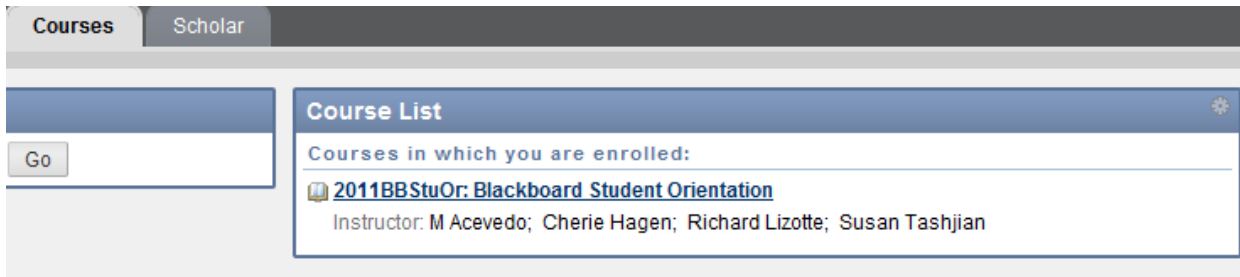 Courses Scholar
Course List
Go
Courses in which you are enrolled:
2011BBStuOr: Blackboard Student Orientation
Instructor: M Acevedo; Cherie Hagen; Richard Lizotte; Susan Tashjian